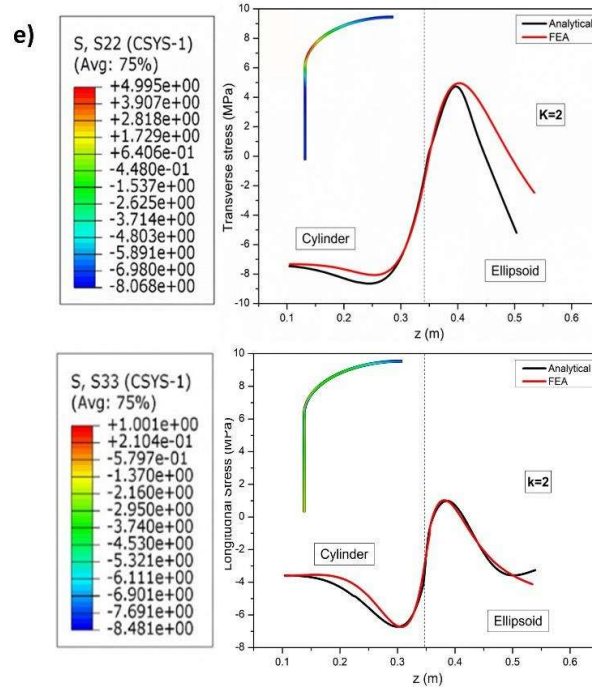 e)
S, S22 (CSYS-1)
(Avg: 75%)
+4.995e+00
+3.907e+00
+2.818e+00
+1.729e+00
+6.406e-01
-4.480e-01
-1.537e+00
-2.625e+00
-3.714e+00
-4.803e+00
-5.891e+00
-6.980e+00
-8.068e+00
Transverse stress (MPa)
10
8
6
4
2
0
-2
-4
-6
-8
-10
Analytical
FEA
K=2
Cylinder
Ellipsoid
0.1
0.2
0.3
0.4
0.5
0.6
z (m)
S, S33 (CSYS-1)
(Avg: 75%)
+1.001e+00
+2.104e-01
-5.797e-01
-1.370e+00
-2.160e+00
-2.950e+00
-3.740e+00
-4.530e+00
-5.321e+00
-6.111e+00
-6.901e+00
-7.691e+00
-8.481e+00
Longitudional Stress (MPa)
10
8
6
4
2
0
-2
-4
-6
-8
Analytical
FEA
k=2
Cylinder
Ellipsoid
0.1
0.2
0.3
0.4
0.5
0.6
z (m)